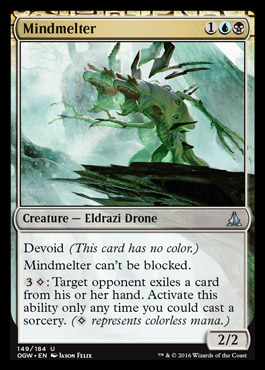 Mindmelter 1
Creature — Eldrazi Drone
Devoid (This card has no color.)
Mindmelter can't be blocked.
3◇: Target opponent exiles a card
from his or her hand. Activate this
ability only any time you could cast a
sorcery. (◇ represents colorless mana.)
2/2
149/184 U
OGW • EN Jason Felix
™ & © 2016 Wizards of the Coast